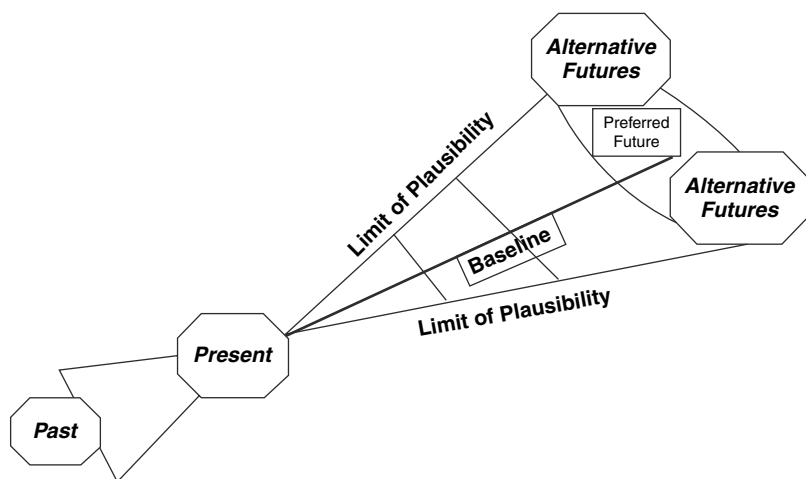 Alternative
Futures
Preferred
Future
Alternative
Futures
Limit of Plausibility
Baseline
Limit of Plausibility
Present
Past